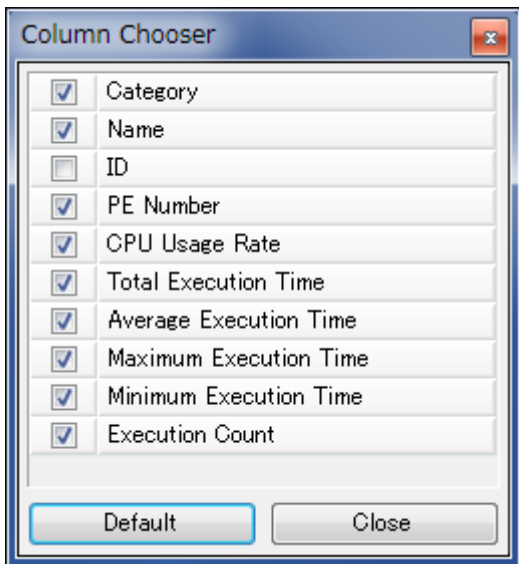 Column Chooser
Category
Name
ID
PE Number
CPU Usage Rate
Total Execution Time
Average Execution Time
Maximum Execution Time
Minimum Execution Time
Execution Count
Default
Close